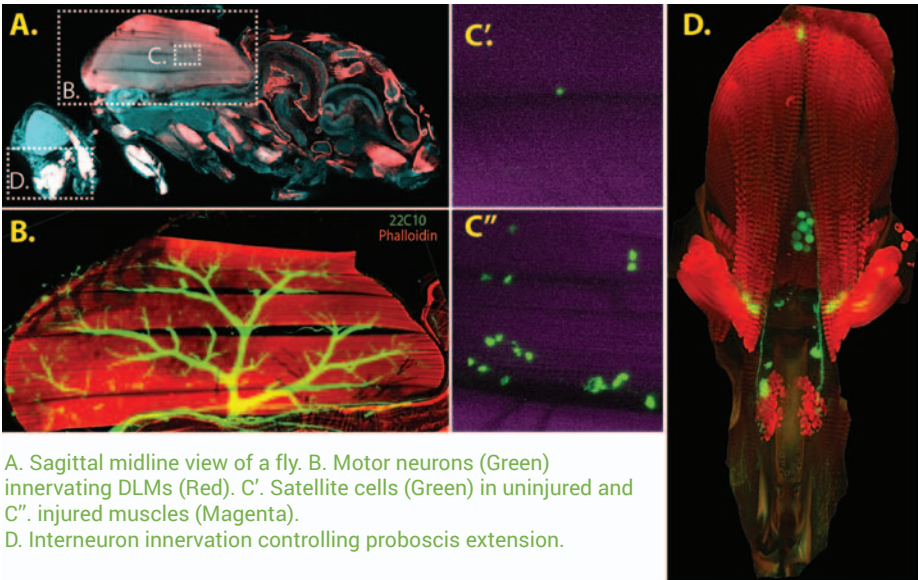 A.
C.
B.
D.
C'.
D.
B.
22C10
Phalloidin
C"
A. Sagittal midline view of a fly. B. Motor neurons (Green)
innervating DLMs (Red). C'. Satellite cells (Green) in uninjured and
C". injured muscles (Magenta).
D. Interneuron innervation controlling proboscis extension.